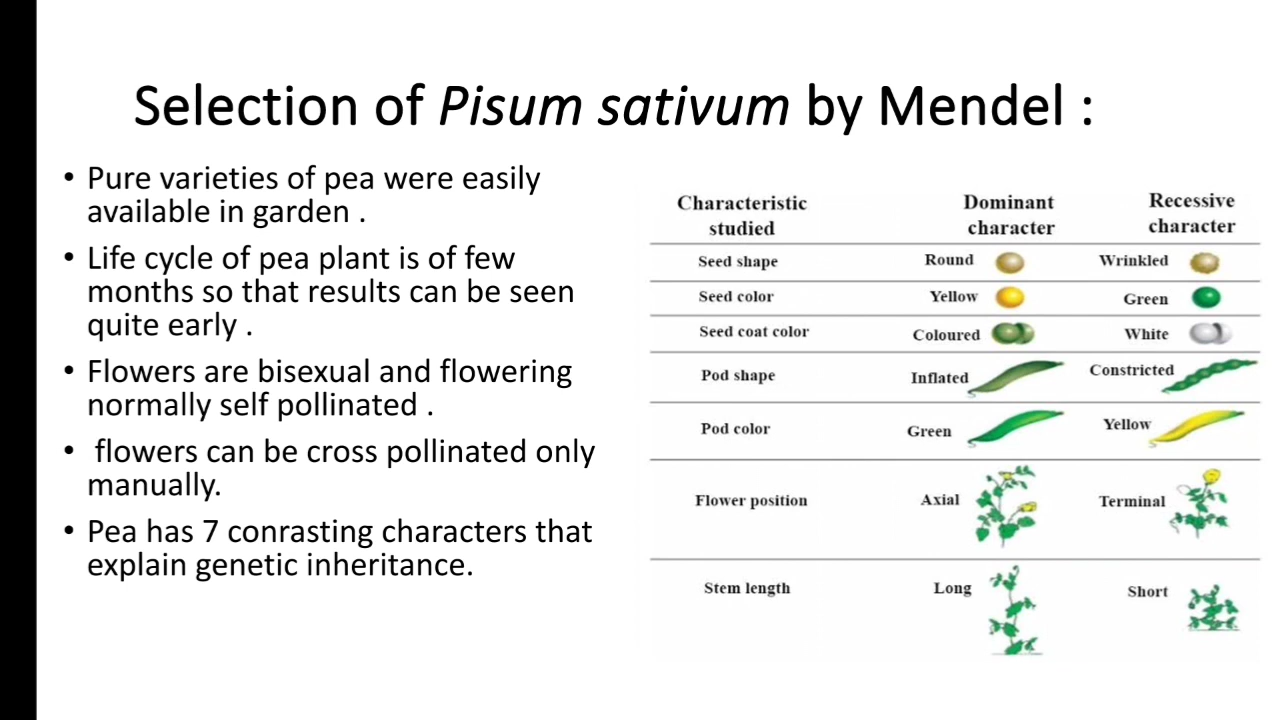 Selection of Pisum sativum by Mendel :
• Pure varieties of pea were easily
available in garden .
• Life cycle of pea plant is of few
months so that results can be seen
quite early .
• Flowers are bisexual and flowering
normally self pollinated .
• flowers can be cross pollinated only
manually.
• Pea has 7 conrasting characters that
explain genetic inheritance.
Characteristic studied Dominant character Recessive character
Seed shape Round Wrinkled
Seed color Yellow Green
Seed coat color Coloured White
Pod shape Inflated Constricted
Pod color Green Yellow
Flower position Axial Terminal
Stem length Long Short